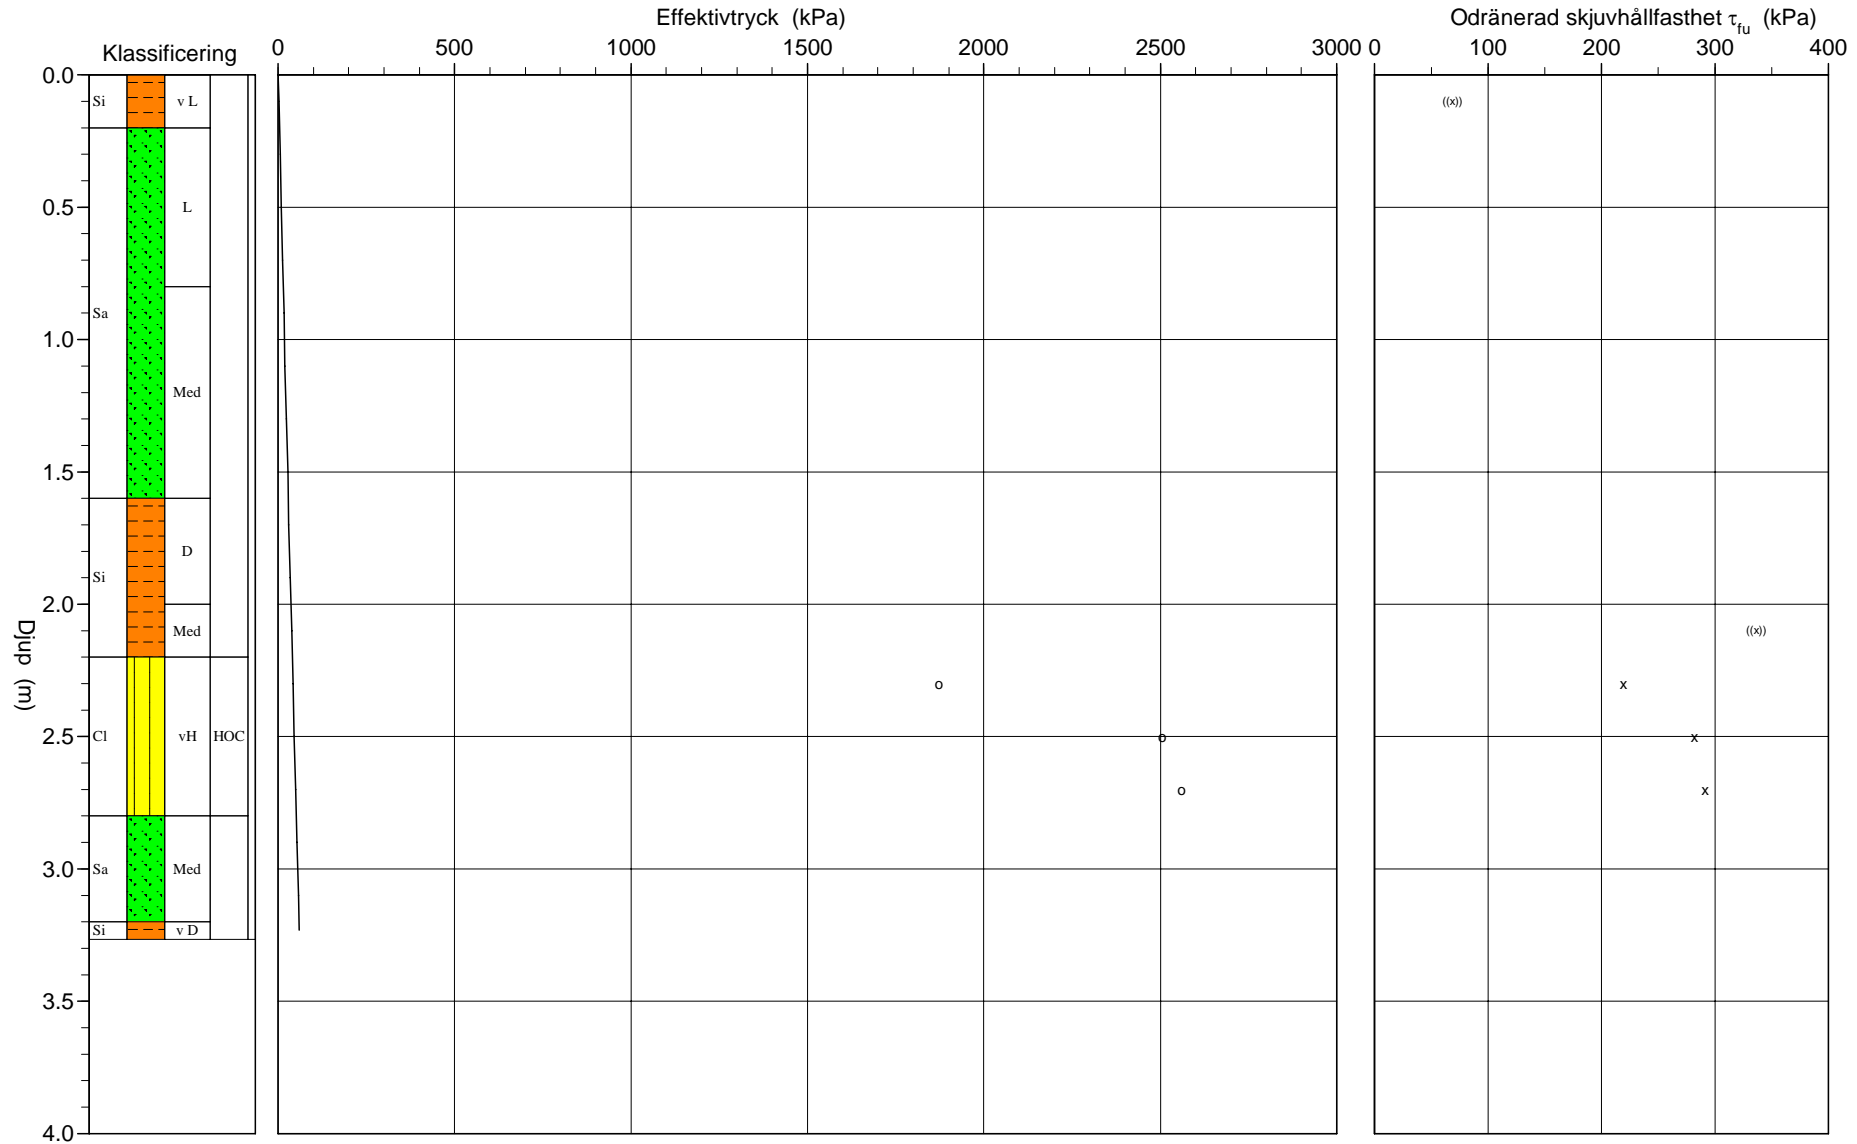 Effektivtryck (kPa)
Odränerad skjuvhållfasthet τfu (kPa)
Klassificering
0 500 1000 1500 2000 2500 3000
0 100 200 300 400
0.0
Si v L ((x))
0.5
L
Sa
1.0
Med
1.5
D
Si
2.0
Med ((x))
Djup (m)
o x
2.5
Cl vH HOC o x
o x
3.0
Sa Med
Si v D
3.5
4.0